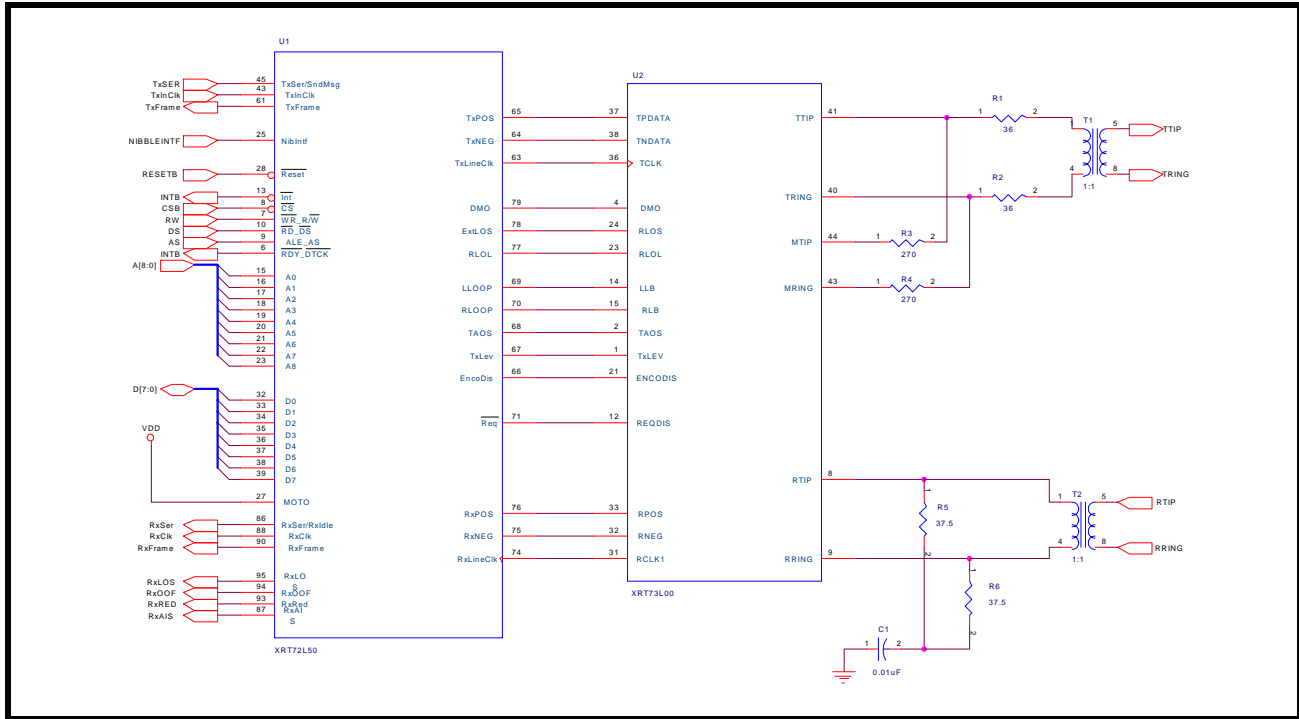 U1
TxSER 45 TxSer/SndMsg
TxInClk 43 TxInClk
TxFrame 61 TxFrame
NIBBLEINTF 25 NibIntf
RESETB 28 Reset
INTB 13 Int
CSB 8 CS
RW 7 WR_R/W
DS 10 RD_DS
AS 9 ALE_AS
INTB 6 RDY_DTCK
A[8:0]
15 A0
16 A1
17 A2
18 A3
19 A4
20 A5
21 A6
22 A7
23 A8
D[7:0]
32 D0
33 D1
34 D2
35 D3
36 D4
37 D5
38 D6
39 D7
VDD
27 MOTO
RxSer 86 RxSer/RxIdle
RxClk 88 RxClk
RxFrame 90 RxFrame
RxLOS 95 RxLO
S
RxOOF 94 RxOOF
RxRED 93 RxRed
RxAIS 87 RxAI
S
XRT72L50
U2
TxPOS 65 37 TPDATA
TxNEG 64 38 TNDATA
TxLineClk 63 36 TCLK
DMO 79 4 DMO
ExtLOS 78 24 RLOS
RLOL 77 23 RLOL
LLOOP 69 14 LLB
RLOOP 70 15 RLB
TAOS 68 2 TAOS
TxLev 67 1 TxLEV
EncoDis 66 21 ENCODIS
Req 71 12 REQDIS
RxPOS 76 33 RPOS
RxNEG 75 32 RNEG
RxLineClk 74 31 RCLK1
XRT73L00
TTIP 41
TRING 40
MTIP 44
MRING 43
RTIP 8
RRING 9
R1
1 2
36
R2
1 2
36
R3
1 2
270
R4
1 2
270
T1
1 5
4 8
1:1
TTIP
TRING
R5
1
37.5
2
R6
1
37.5
2
T2
1 5
4 8
1:1
RTIP
RRING
C1
1 2
0.01uF